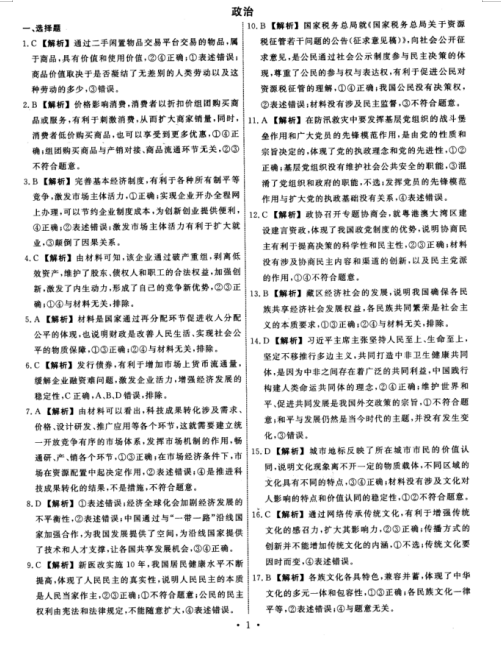 政治
一、选择题
1.C 【解析】通过二手闲置物品交易平台交易的物品,属
于商品,具有价值和使用价值,②④正确;①表述错误;
商品价值取决于是否凝结了无差别的人类劳动以及这
种劳动的多少,③错误。
2.B 【解析】价格影响消费,消费者以折扣价组团购买商
品或服务,有利于刺激消费,从而扩大商家销量,同时,
消费者低价购买商品,也可以享受到更多优惠,①④正
确;组团购买商品与产销对接、商品流通环节无关,②③
不符合题意。
3.B 【解析】完善基本经济制度,有利于各种所有制平等
竞争,激发市场主体活力,①正确;实现企业开办全程网
上办理,可以节约企业制度成本,为创新创业提供便利,
④正确;②表述错误;激发市场主体活力有利于扩大就
业,③颠倒了因果关系。
4.C 【解析】由材料可知,该企业通过破产重组,剥离低
效资产,维护了股东、债权人和职工的合法权益,加强创
新,激发了内生动力,形成了自己的竞争新优势,②③正
确;①④与材料无关,排除。
5.A 【解析】材料是国家通过再分配环节促进收入分配
公平的体现,也说明财政是改善人民生活、实现社会公
平的物质保障,①③正确;②④与材料无关,排除。
6.C 【解析】发行债券,有利于增加市场上货币流通量,
缓解企业融资难问题,激发企业活力,增强经济发展的
稳定性,C正确,A、B、D错误,排除。
7.A 【解析】由材料可以看出,科技成果转化涉及需求、
价格、设计研发、推广应用等各个环节,这就需要建立统
一开放竞争有序的市场体系,发挥市场机制的作用,畅
通研、产、销各个环节,①③正确;在市场经济条件下,市
场在资源配置中起决定作用,②表述错误;④是推进科
技成果转化的结果,不是措施,不符合题意。
8.D 【解析】①表述错误;经济全球化会加剧经济发展的
不平衡性,②表述错误;中国通过与“一带一路”沿线国
家加强合作,为我国发展提供了空间,为沿线国家提供
了技术和人才支撑,让各国共享发展机会,③④正确。
9.C 【解析】新医改实施10年,我国居民健康水平不断
提高,体现了人民民主的真实性,说明人民民主的本质
是人民当家作主,②③正确;①不符合题意;公民的民主
权利由宪法和法律规定,不能随意扩大,④表述错误。
10.B 【解析】国家税务总局就《国家税务总局关于资源
税征管若干问题的公告(征求意见稿)》,向社会公开征
求意见,是公民通过社会公示制度参与民主决策的体
现,尊重了公民的参与权与表达权,有利于促进公民对
资源税征管的理解,①④正确;我国公民没有决策权,
②表述错误;材料没有涉及民主监督,③不符合题意。
11.A 【解析】在防汛救灾中要发挥基层党组织的战斗堡
垒作用和广大党员的先锋模范作用,是由党的性质和
宗旨决定的,体现了党的执政理念和党的先进性,①②
正确;基层党组织没有维护社会公共安全的职能,③混
淆了党组织和政府的职能,不选;发挥党员的先锋模范
作用与扩大党的执政基础没有关系,④表述错误。
12.C 【解析】政协召开专题协商会,就粤港澳大湾区建
设建言资政,体现了我国政党制度的优势,说明协商民
主有利于提高决策的科学性和民主性,②③正确;材料
没有涉及协商民主内容和渠道的创新,以及民主党派
的作用,①④不符合题意。
13.B 【解析】藏区经济社会的发展,说明我国确保各民
族共享经济社会发展权益,各民族共同繁荣是社会主
义的本质要求,①③正确;②④与材料无关,排除。
14.D 【解析】习近平主席主张坚持人民至上、生命至上,
坚定不移推行多边主义,共同打造中非卫生健康共同
体,是因为中非之间存在着广泛的共同利益,中国践行
构建人类命运共同体的理念,②④正确;维护世界和
平、促进共同发展是我国外交政策的宗旨,①不符合题
意;和平与发展仍然是当今时代的主题,并没有发生变
化,③错误。
15.D 【解析】城市地标反映了所在城市市民的价值认
同,说明文化现象离不开一定的物质载体,不同区域的
文化具有不同的特点,③④正确;材料没有涉及文化对
人影响的特点和价值认同的稳定性,①②不符合题意。
16.C 【解析】通过网络传承传统文化,有利于增强传统
文化的感召力,扩大其影响力,②③正确;传播方式的
创新并不能增加传统文化的内涵,①不选;传统文化要
因时而变,④表述错误。
17.B 【解析】各族文化各具特色,兼容并蓄,体现了中华
文化的多元一体和包容性,①③正确;各民族文化一律
平等,②表述错误;④与题意无关。
·1·